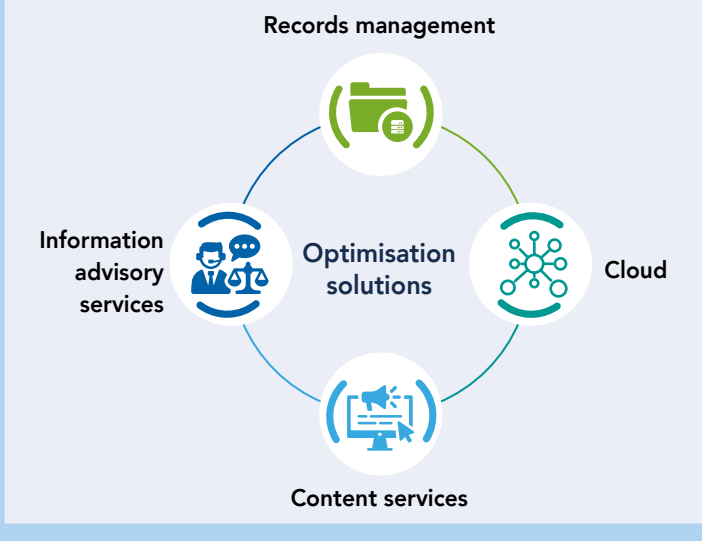 Records management
Information
advisory
services
Optimisation
solutions
Cloud
Content services